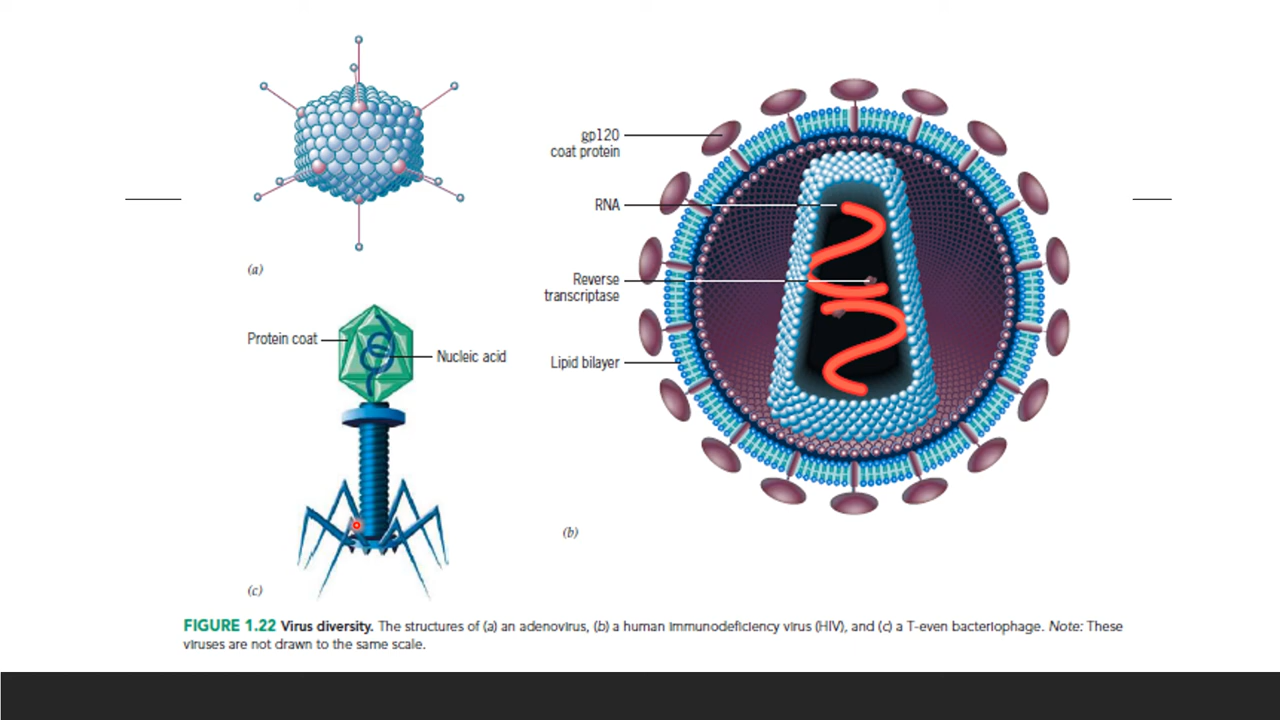 gp120
coat protein
RNA
Reverse
transcriptase
Lipid bilayer
(a)
Protein coat
Nucleic acid
(b)
(c)
FIGURE 1.22 Virus diversity. The structures of (a) an adenovirus, (b) a human immunodeficiency virus (HIV), and (c) a T-even bacteriophage. Note: These
viruses are not drawn to the same scale.